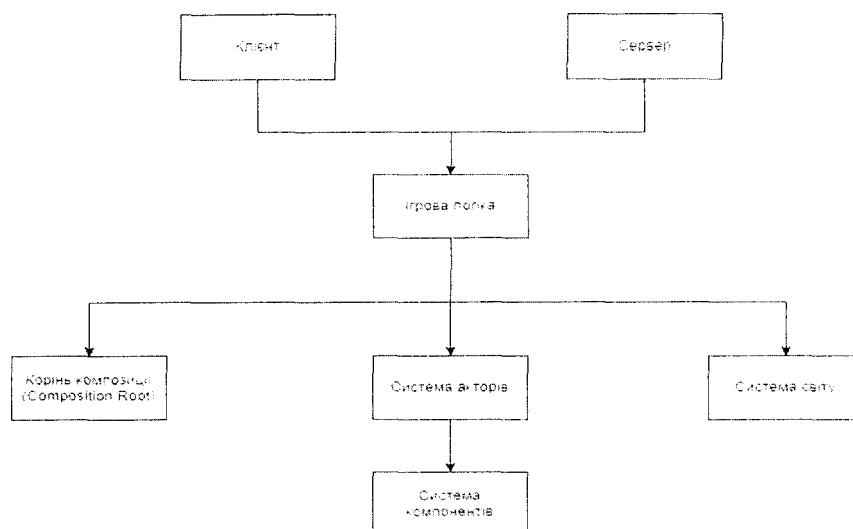 Клієнт
Сервер
Ігрова логіка
Корінь композиції
(Composition Root)
Система акторів
Система світу
Система
компонентів